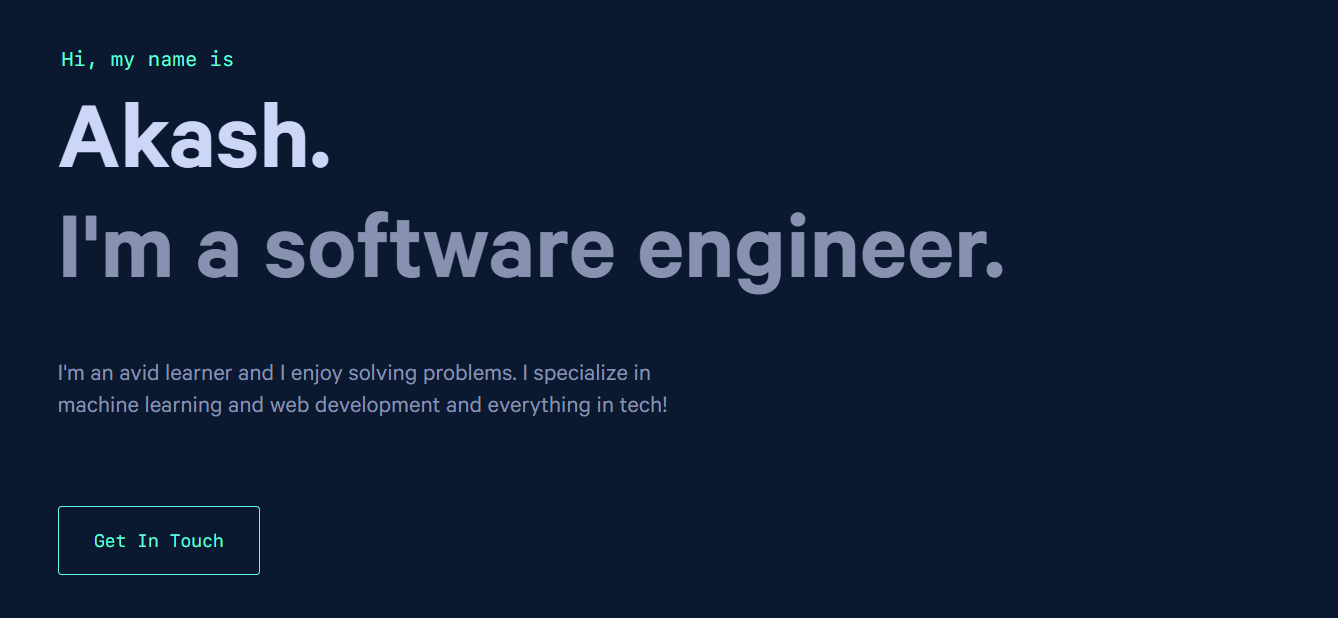 Hi, my name is
Akash.
I'm a software engineer.
I'm an avid learner and I enjoy solving problems. I specialize in
machine learning and web development and everything in tech!
Get In Touch